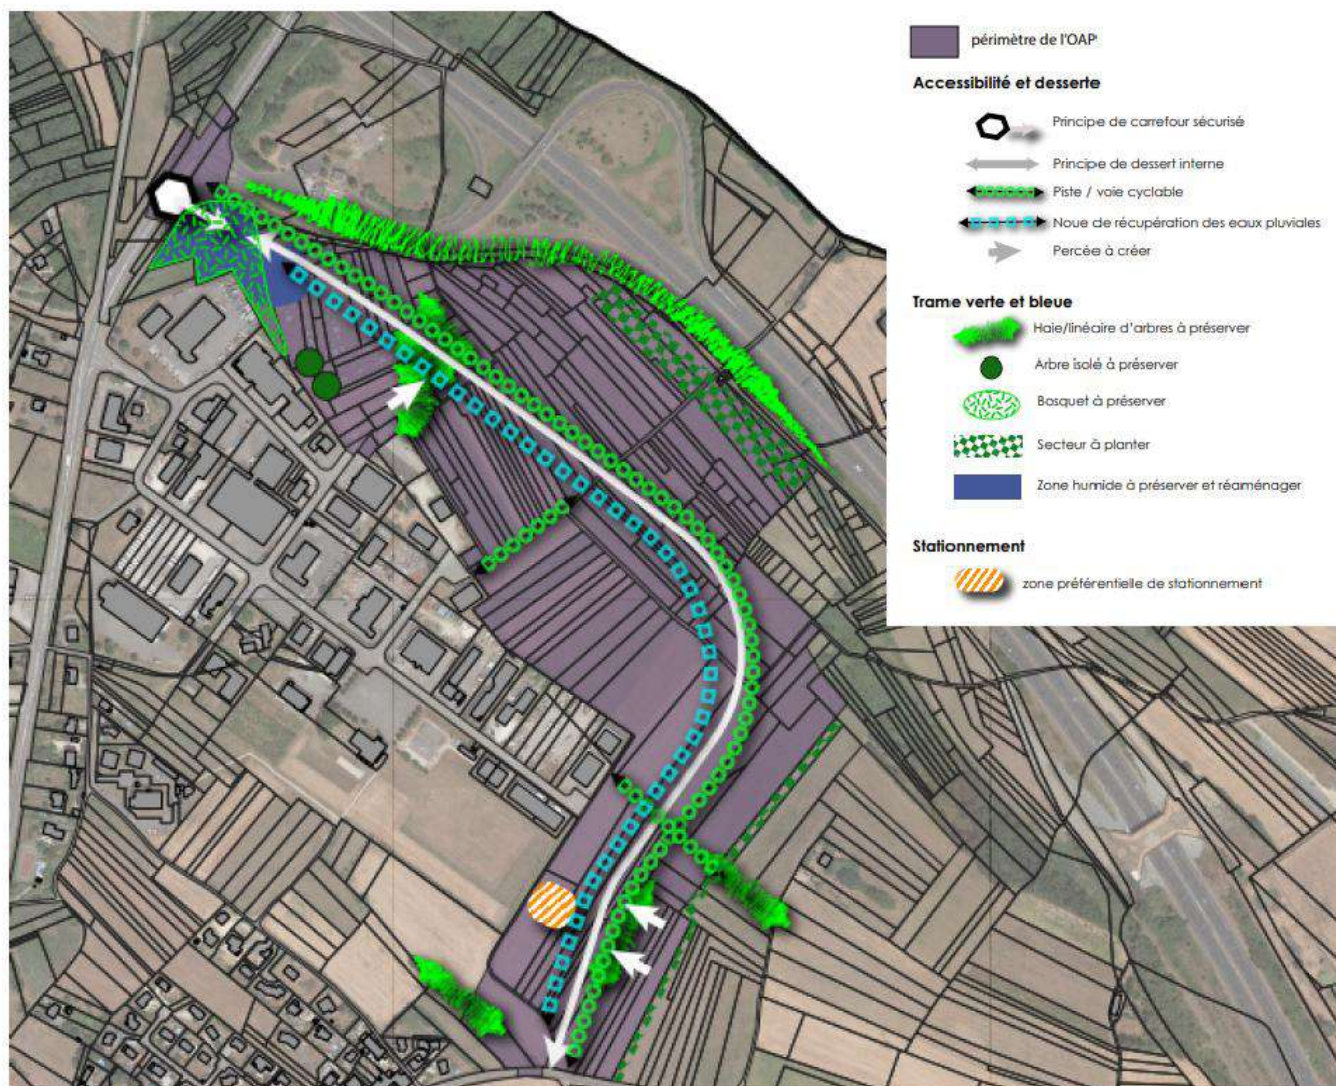 périmètre de l'OAP
Accessibilité et desserte
Principe de carrefour sécurisé
Principe de dessert interne
Piste / voie cyclable
Noue de récupération des eaux pluviales
Percée à créer
Trame verte et bleue
Haie/linéaire d'arbres à préserver
Arbre isolé à préserver
Bosquet à préserver
Secteur à planter
Zone humide à préserver et réaménager
Stationnement
zone préférentielle de stationnement